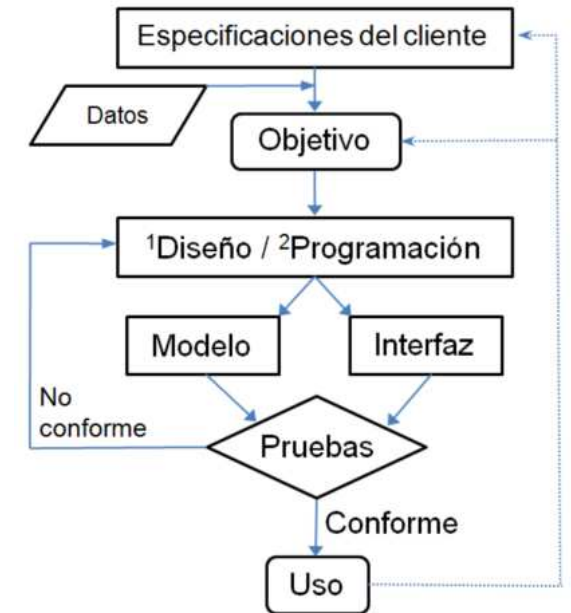 Especificaciones del cliente
Datos
Objetivo
¹Diseño / ²Programación
Modelo
Interfaz
No
conforme
Pruebas
Conforme
Uso